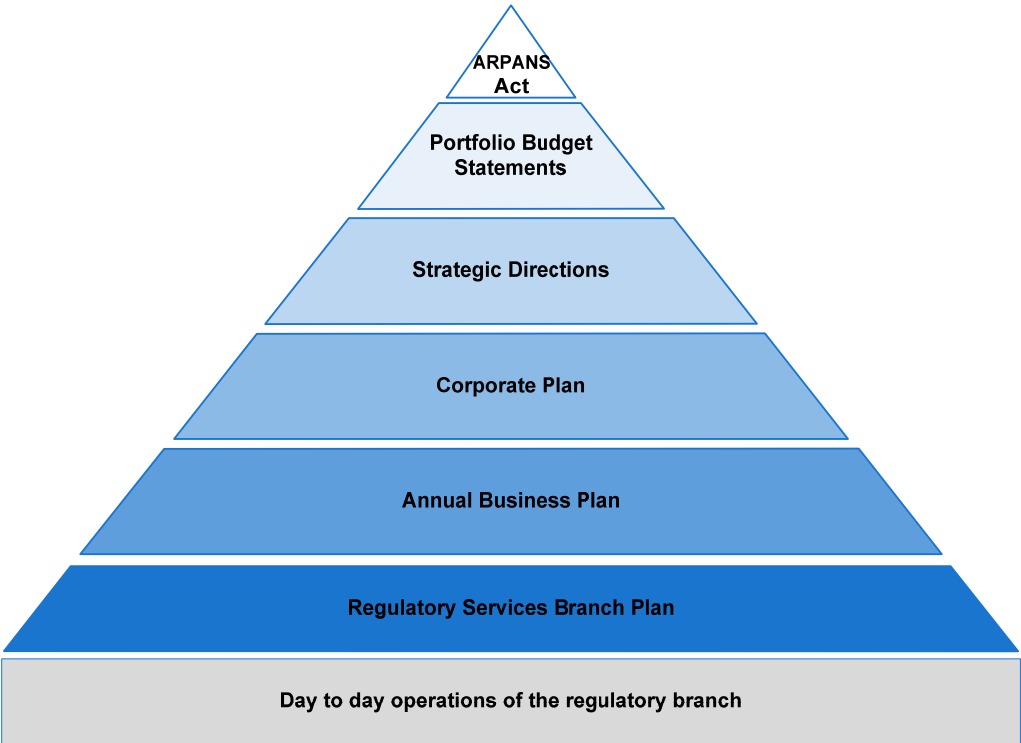 ARPANS
Act
Portfolio Budget
Statements
Strategic Directions
Corporate Plan
Annual Business Plan
Regulatory Services Branch Plan
Day to day operations of the regulatory branch